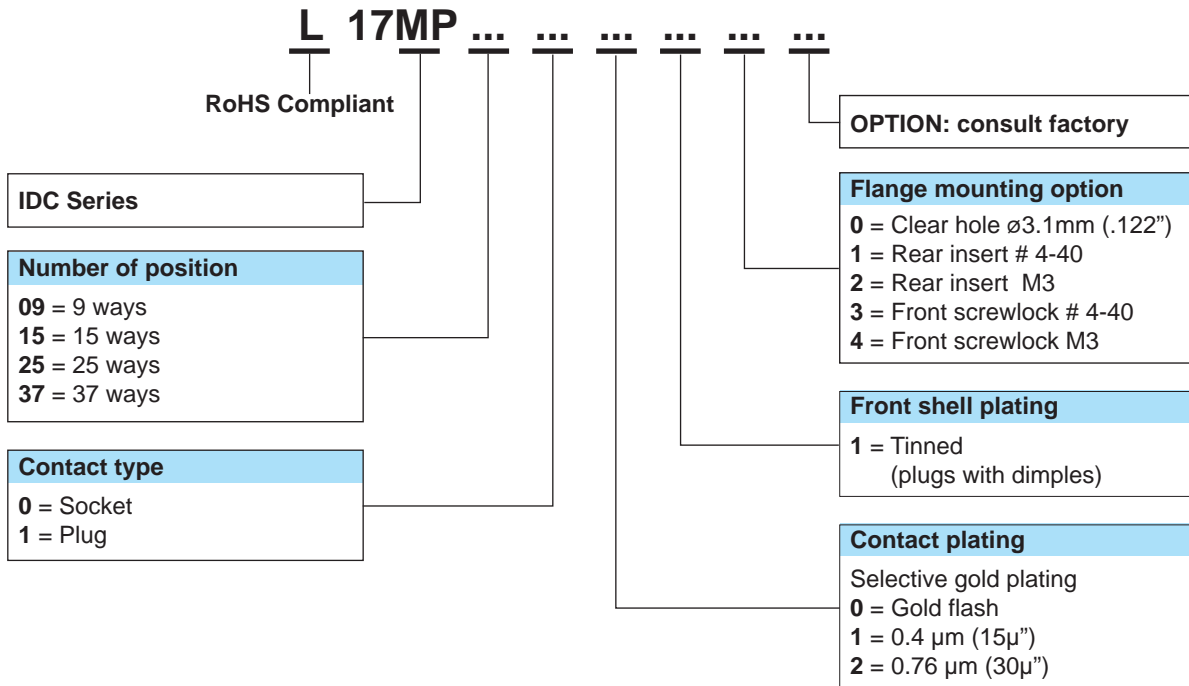 L 17MP ... ... ... ... ... ...
RoHS Compliant
IDC Series
Number of position
09 = 9 ways
15 = 15 ways
25 = 25 ways
37 = 37 ways
Contact type
0 = Socket
1 = Plug
OPTION: consult factory
Flange mounting option
0 = Clear hole ø3.1mm (.122”)
1 = Rear insert # 4-40
2 = Rear insert M3
3 = Front screwlock # 4-40
4 = Front screwlock M3
Front shell plating
1 = Tinned
(plugs with dimples)
Contact plating
Selective gold plating
0 = Gold flash
1 = 0.4 µm (15µ”)
2 = 0.76 µm (30µ”)